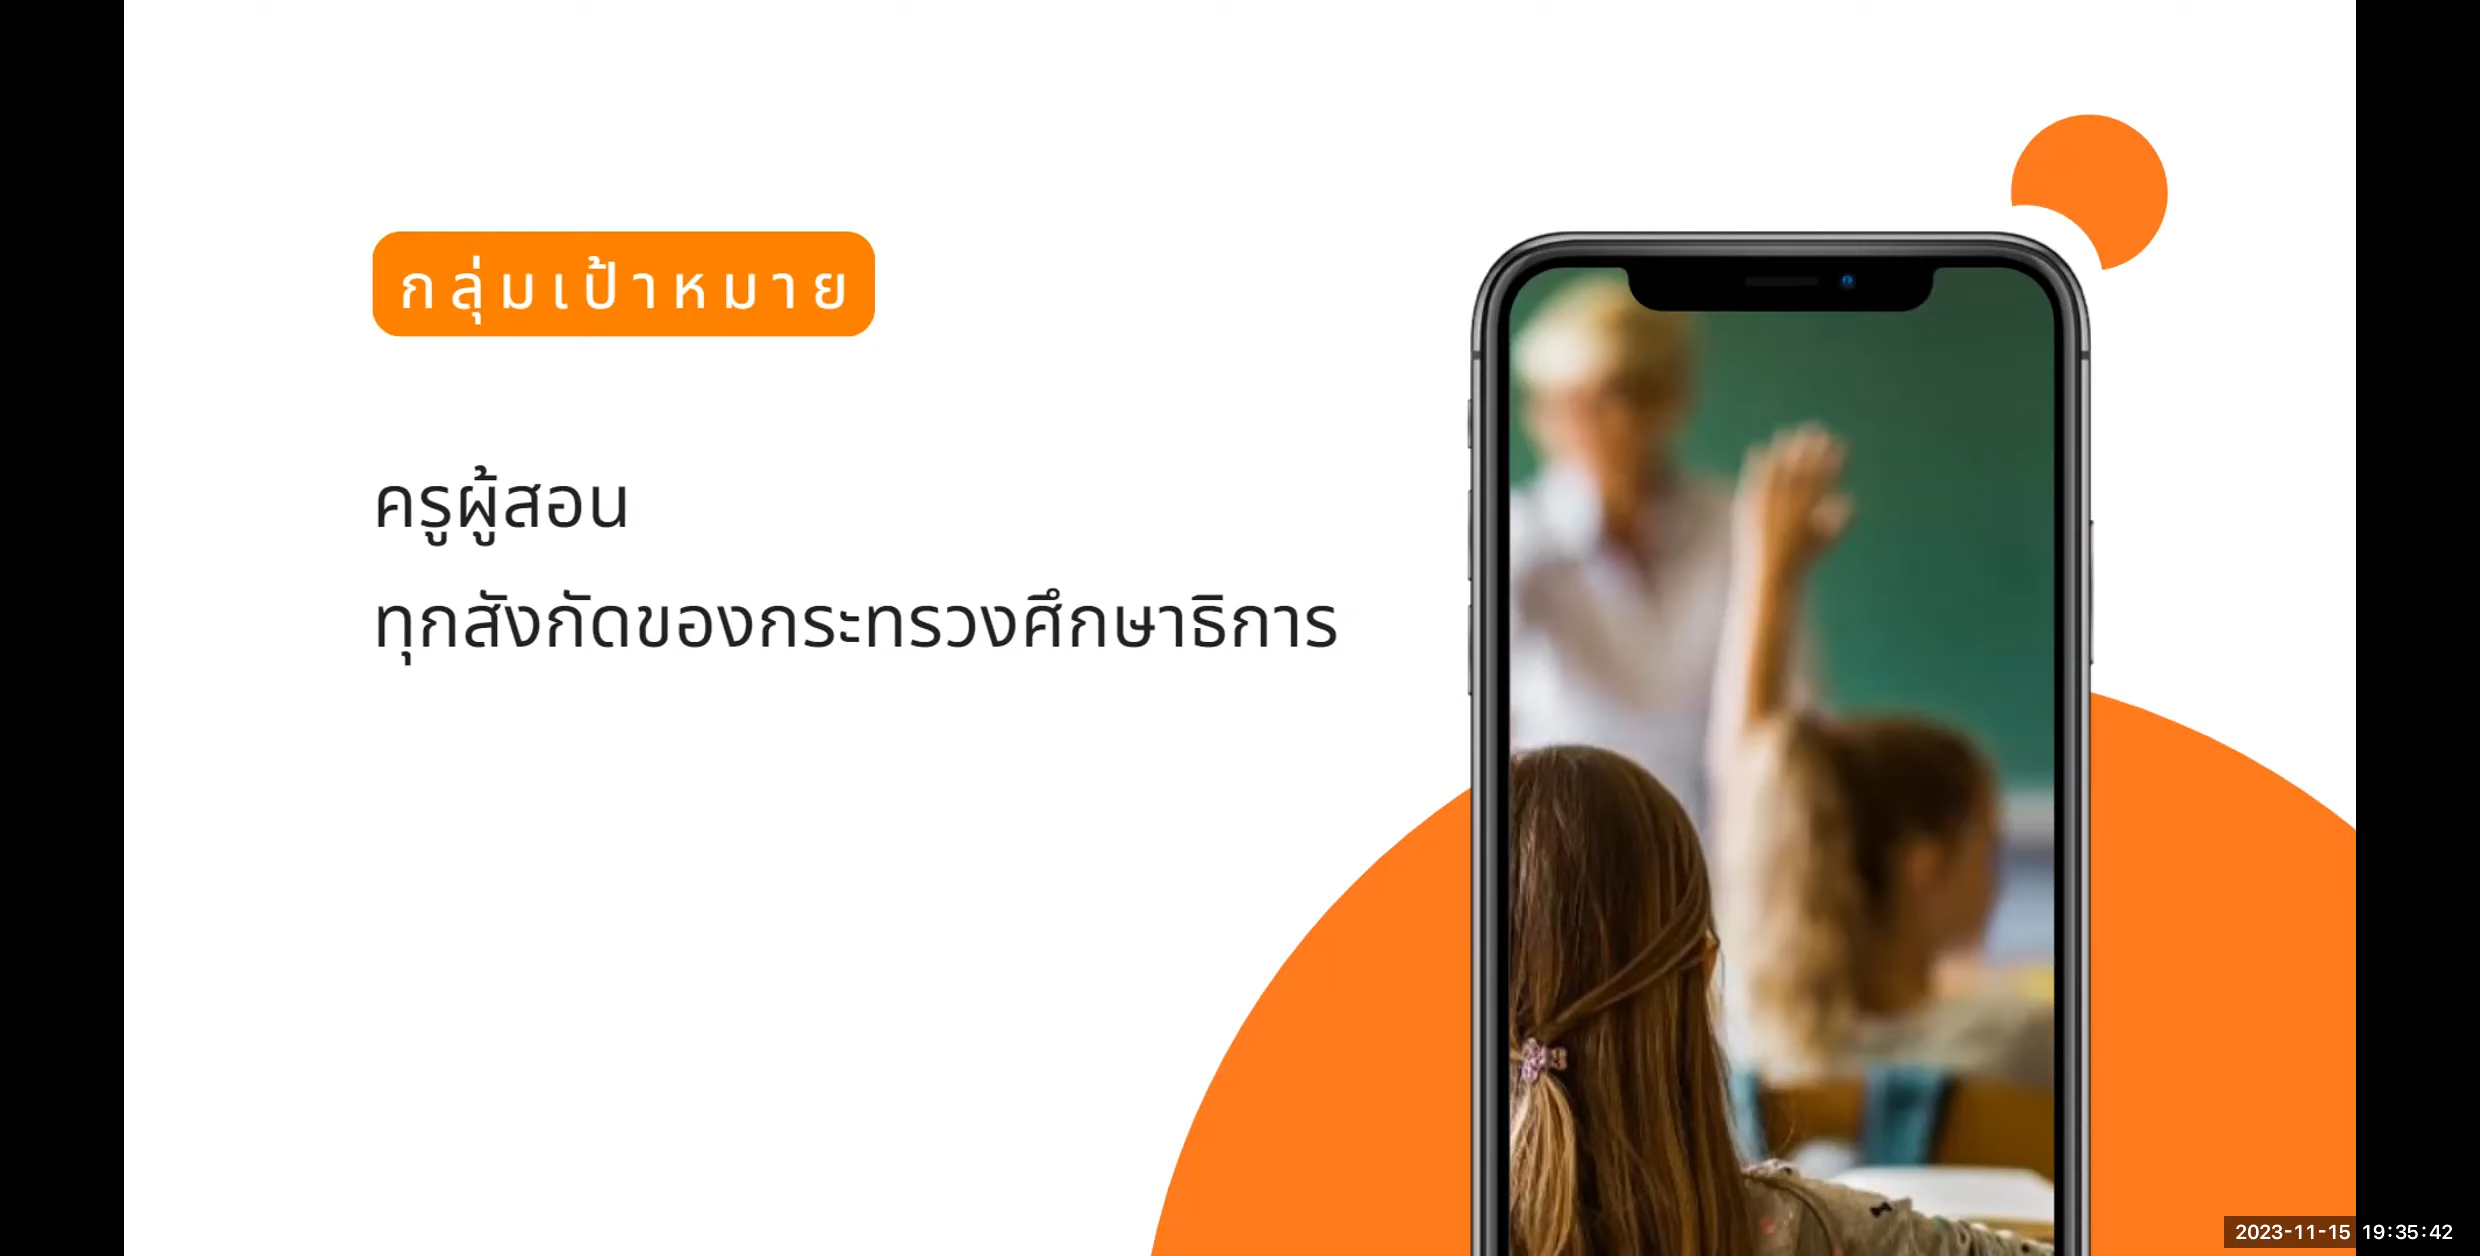 กลุ่มเป้าหมาย
ครูผู้สอน
ทุกสังกัดของกระทรวงศึกษาธิการ
2023-11-15 19:35:42